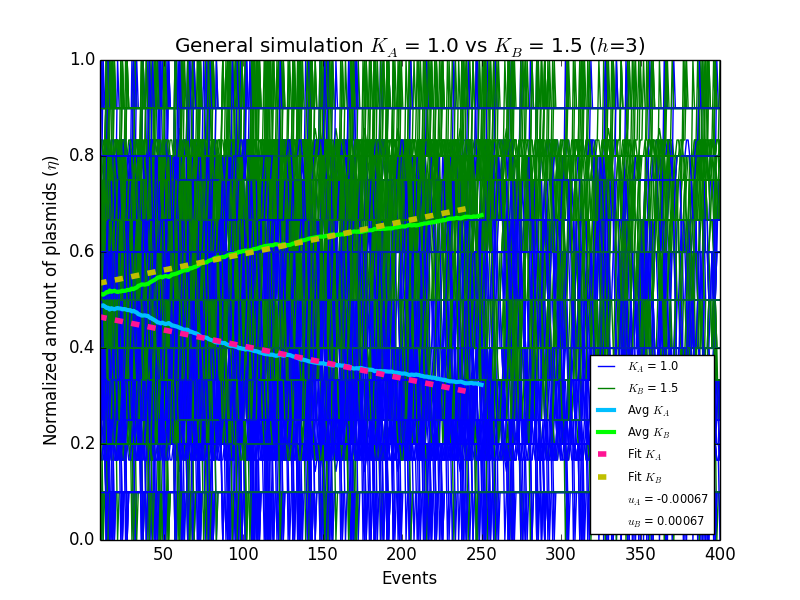 General simulation K_A = 1.0 vs K_B = 1.5 (h=3)
1.0
0.8
0.6
0.4
0.2
0.0
Normalized amount of plasmids (η)
K_A = 1.0
K_B = 1.5
Avg K_A
Avg K_B
Fit K_A
Fit K_B
u_A = -0.00067
u_B = 0.00067
50 100 150 200 250 300 350 400
Events